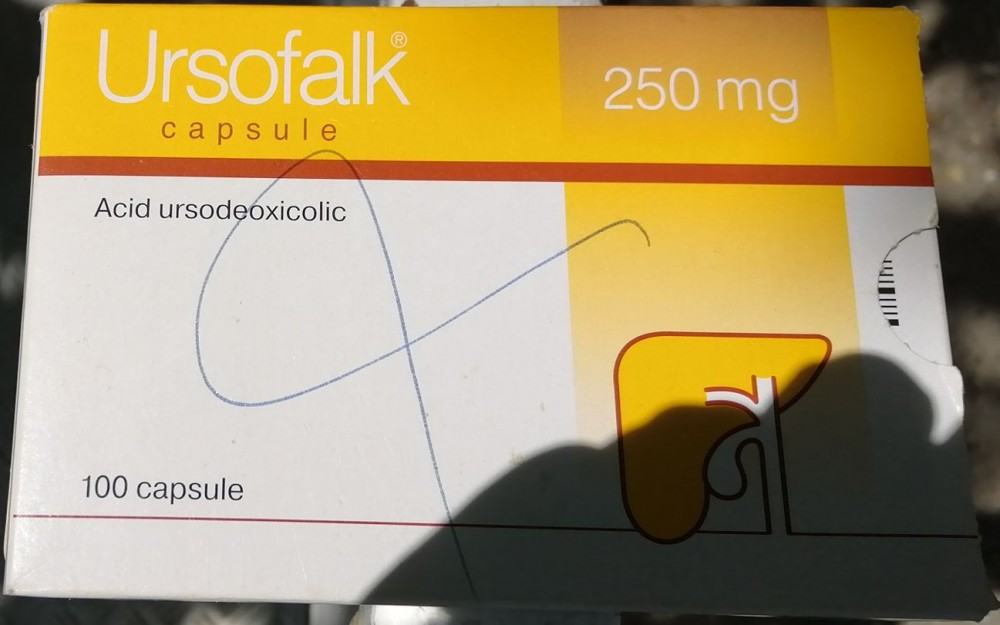 Ursofalk®
capsule
250 mg
Acid ursodeoxicolic
100 capsule